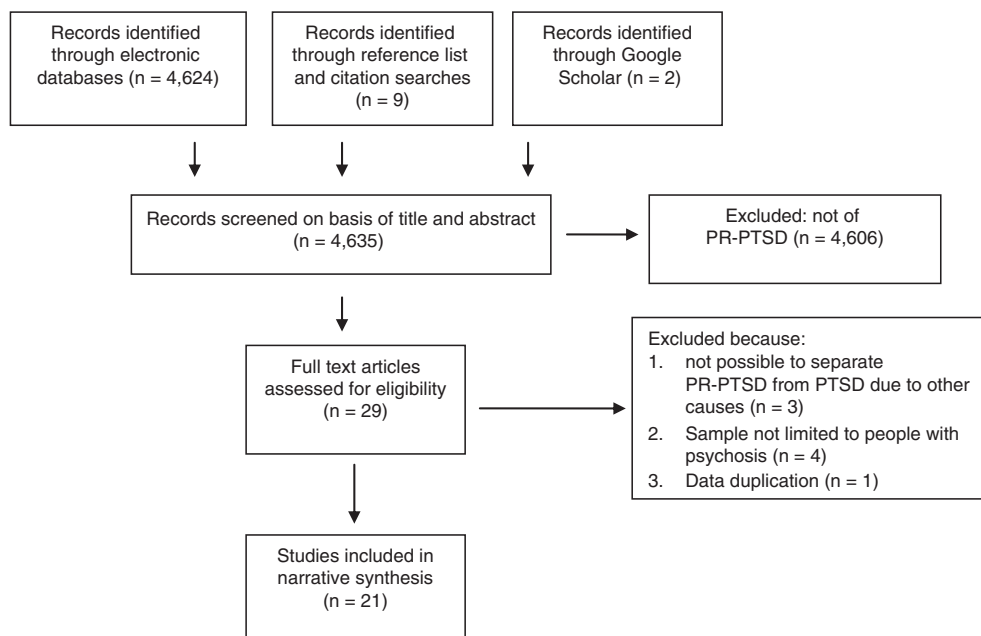 Records identified
through electronic
databases (n = 4,624)
Records identified
through reference list
and citation searches
(n = 9)
Records identified
through Google
Scholar (n = 2)
Records screened on basis of title and abstract
(n = 4,635)
Excluded: not of
PR-PTSD (n = 4,606)
Full text articles
assessed for eligibility
(n = 29)
Excluded because:
1. not possible to separate
PR-PTSD from PTSD due to other
causes (n = 3)
2. Sample not limited to people with
psychosis (n = 4)
3. Data duplication (n = 1)
Studies included in
narrative synthesis
(n = 21)